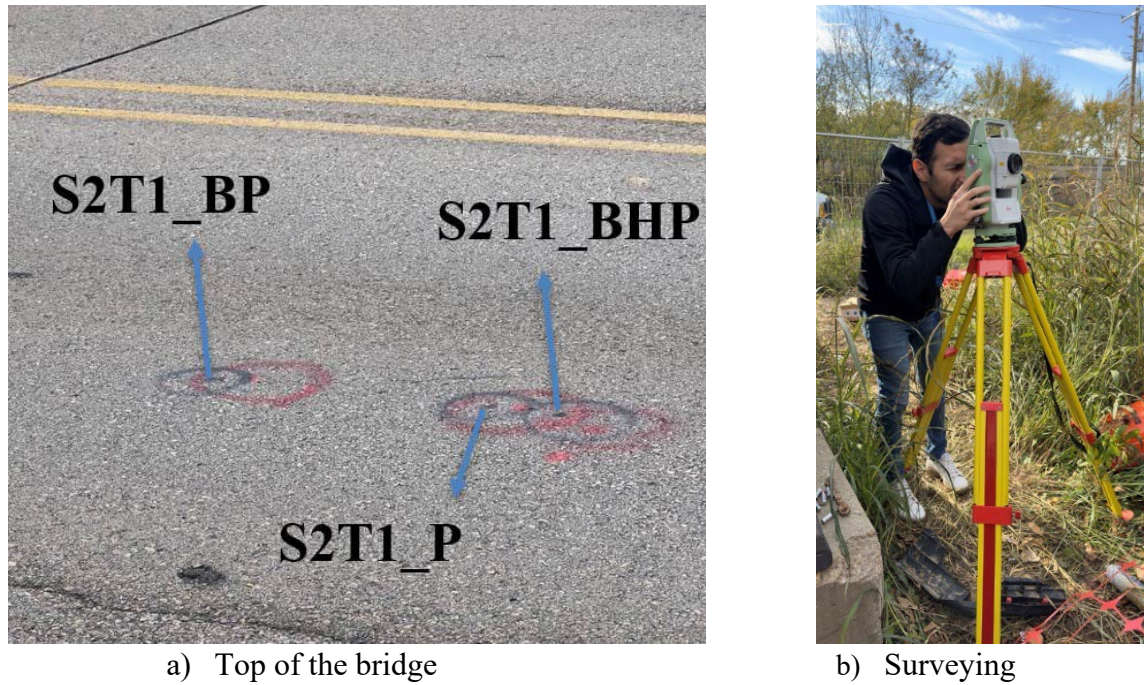 S2T1_BP
S2T1_BHP
S2T1_P
a) Top of the bridge
b) Surveying